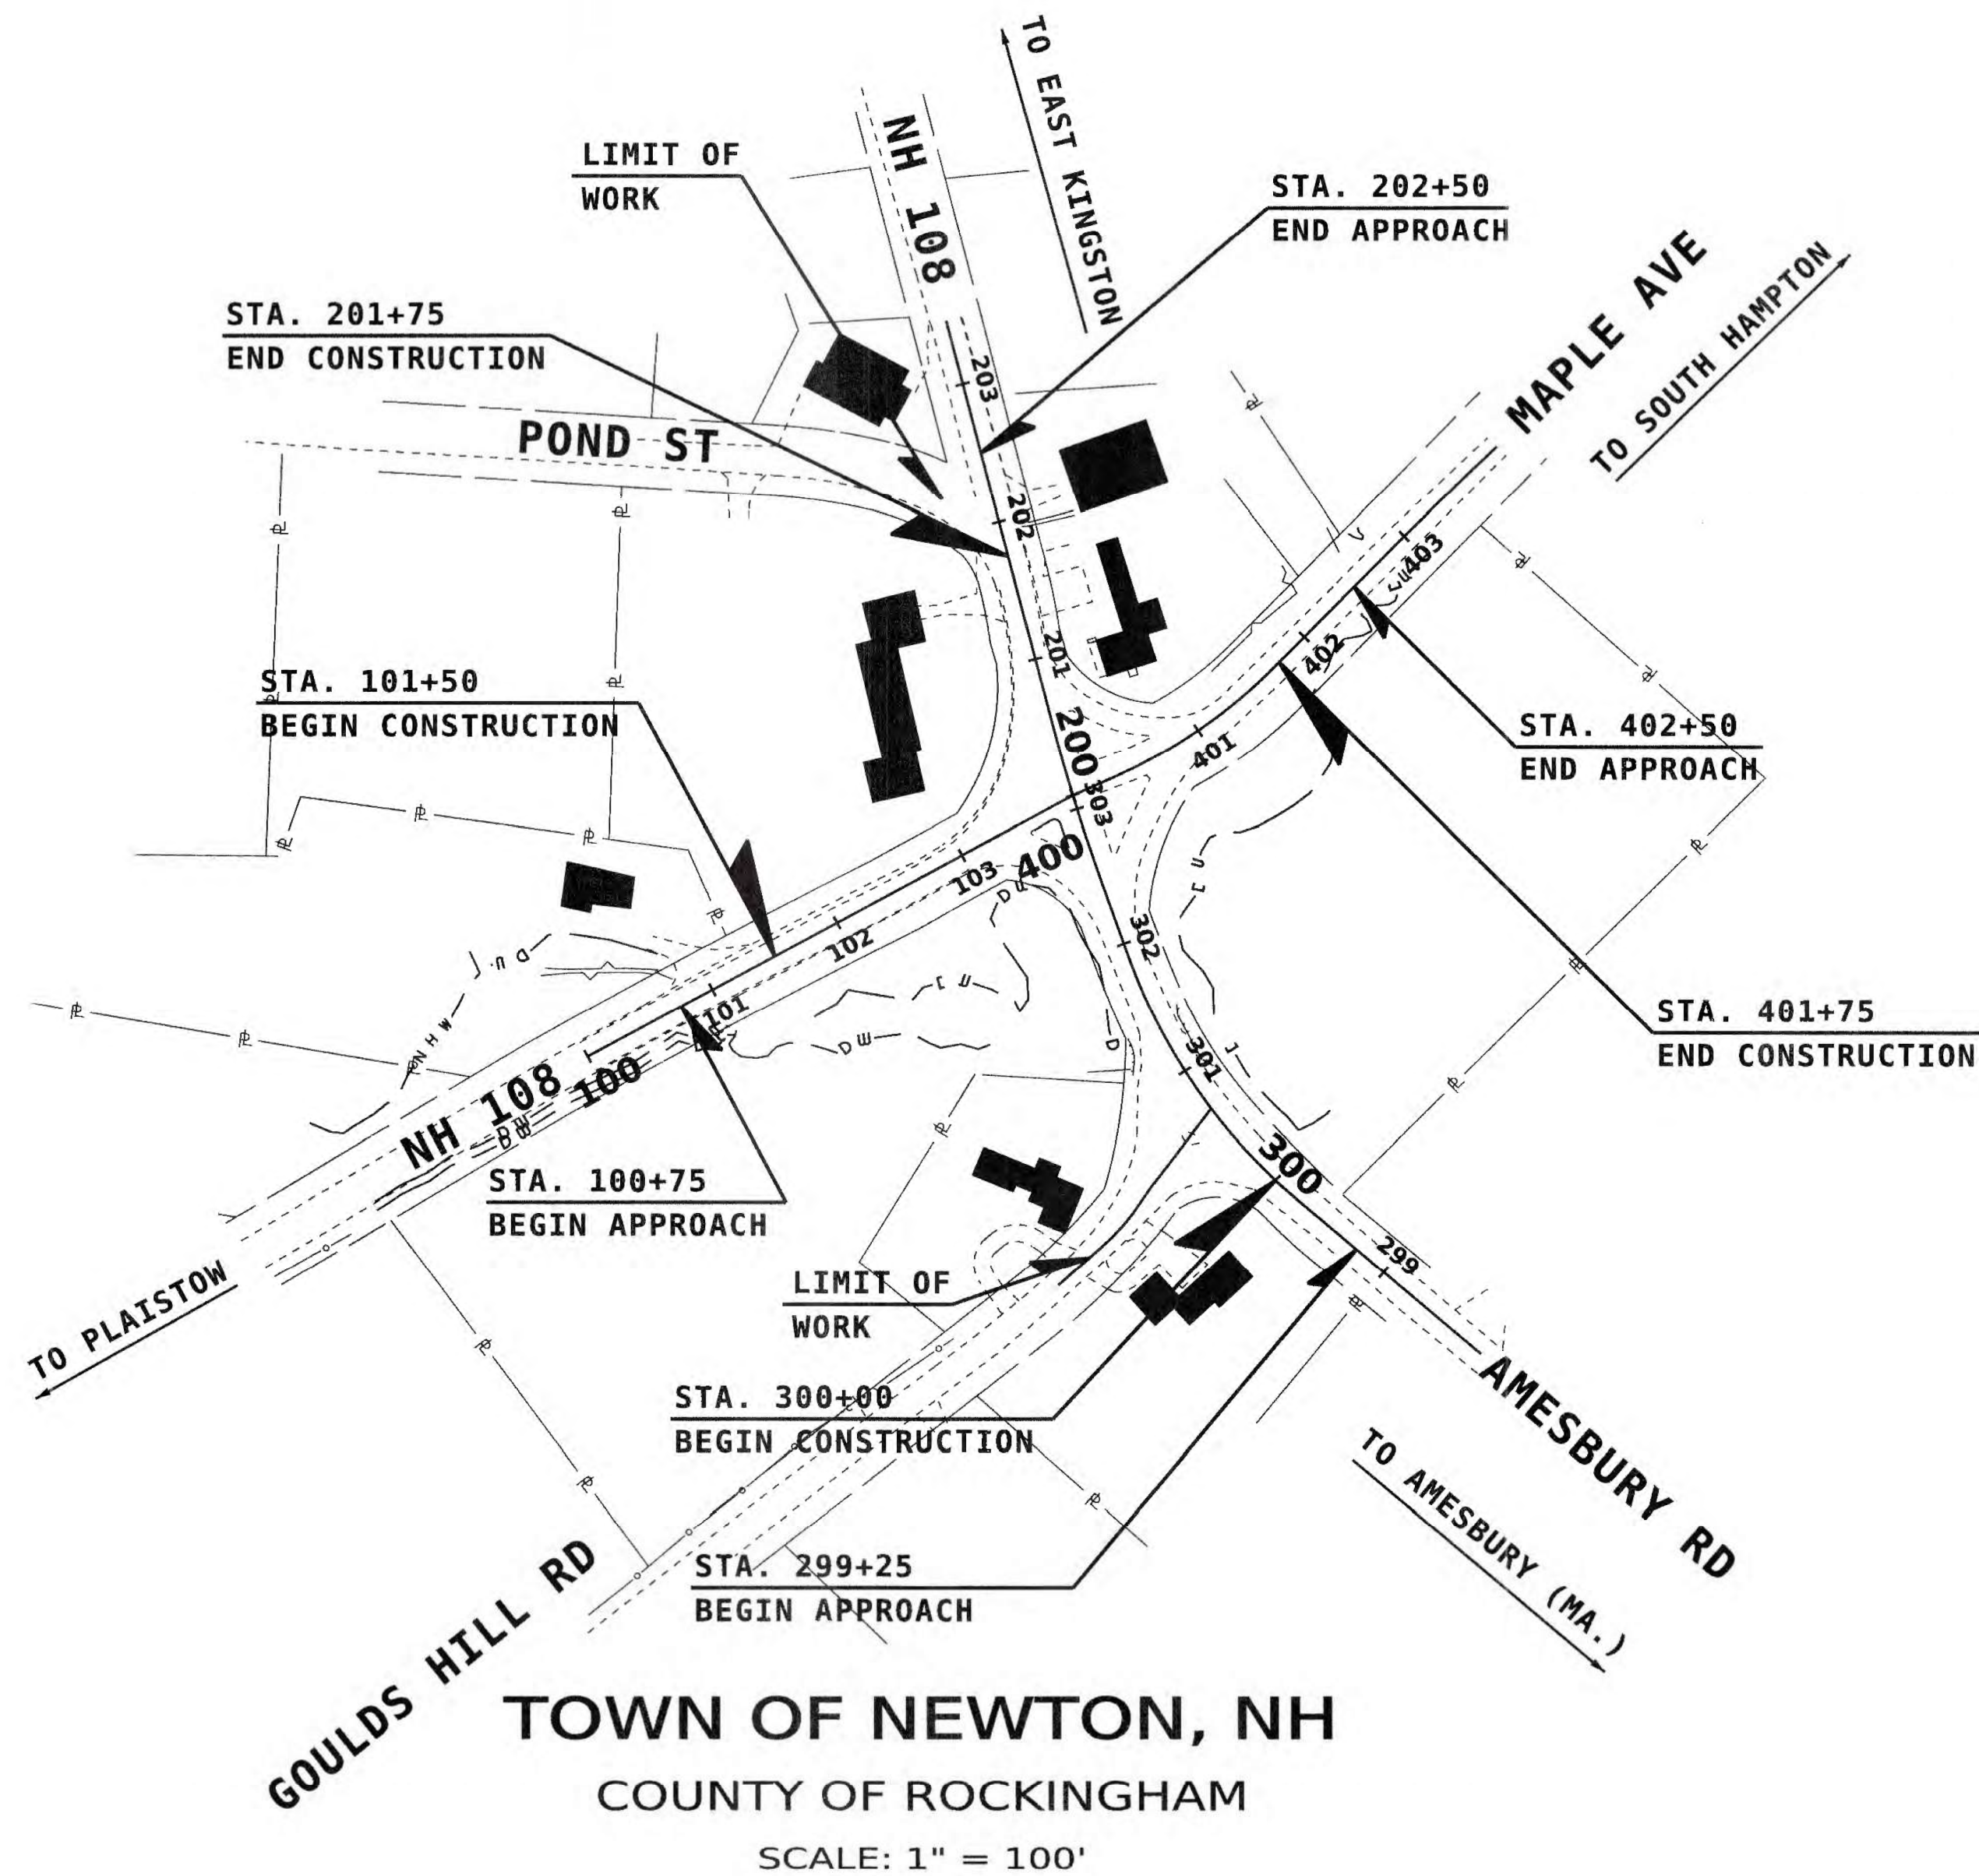 TO EAST KINGSTON
NH 108
LIMIT OF
WORK
STA. 202+50
END APPROACH
MAPLE AVE
TO SOUTH HAMPTON
STA. 201+75
END CONSTRUCTION
203
POND ST
202
403
402
201
STA. 101+50
BEGIN CONSTRUCTION
200
401
STA. 402+50
END APPROACH
303
400
103
302
102
101
301
STA. 401+75
END CONSTRUCTION
100
NH 108
300
STA. 100+75
BEGIN APPROACH
299
LIMIT OF
WORK
TO PLAISTOW
STA. 300+00
BEGIN CONSTRUCTION
AMESBURY RD
TO AMESBURY (MA.)
STA. 299+25
BEGIN APPROACH
GOULDS HILL RD
TOWN OF NEWTON, NH
COUNTY OF ROCKINGHAM
SCALE: 1" = 100'